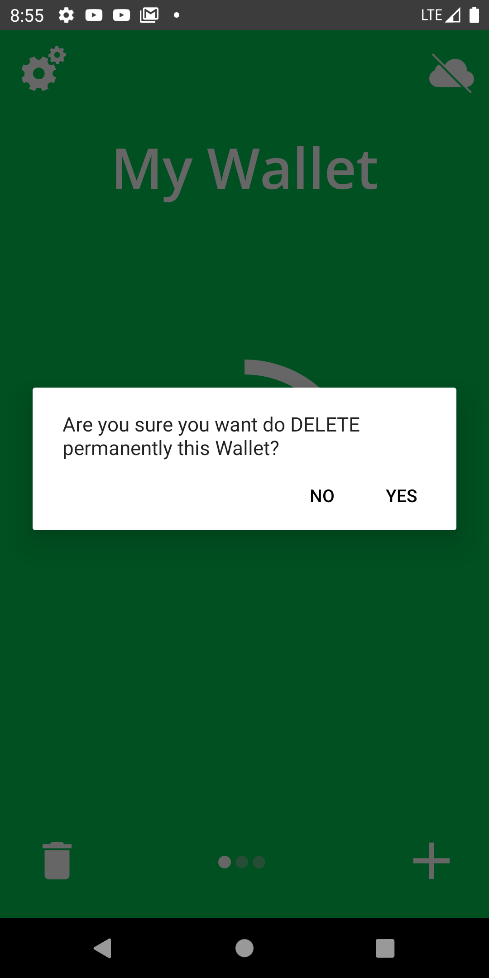 8:55
LTE
My Wallet
Are you sure you want do DELETE
permanently this Wallet?
NO YES